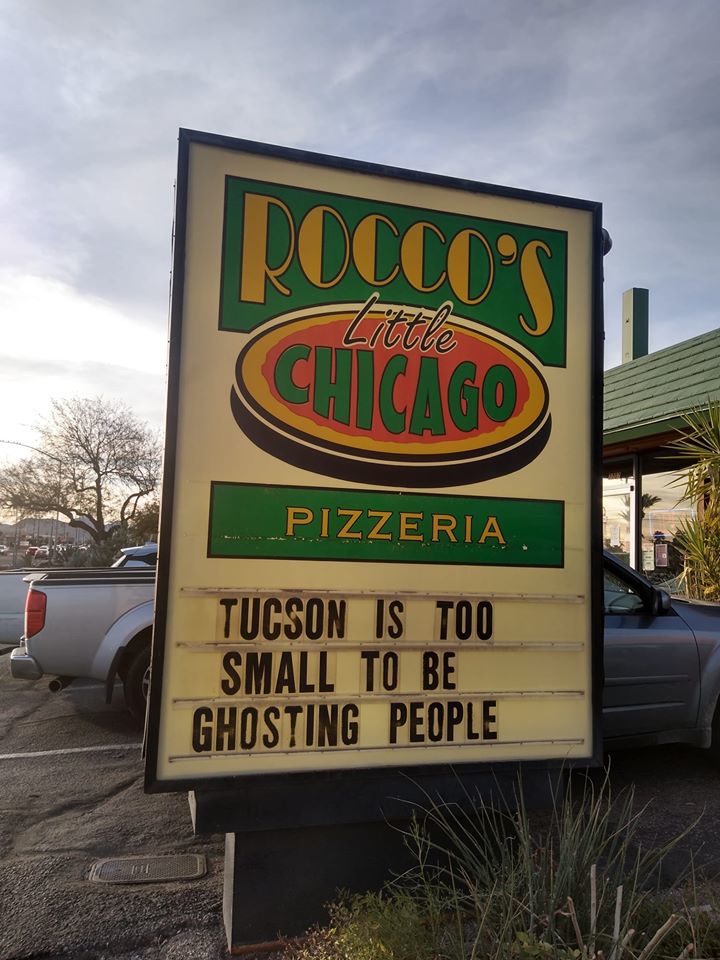 ROCCO'S
Little
CHICAGO
PIZZERIA
TUCSON IS TOO
SMALL TO BE
GHOSTING PEOPLE